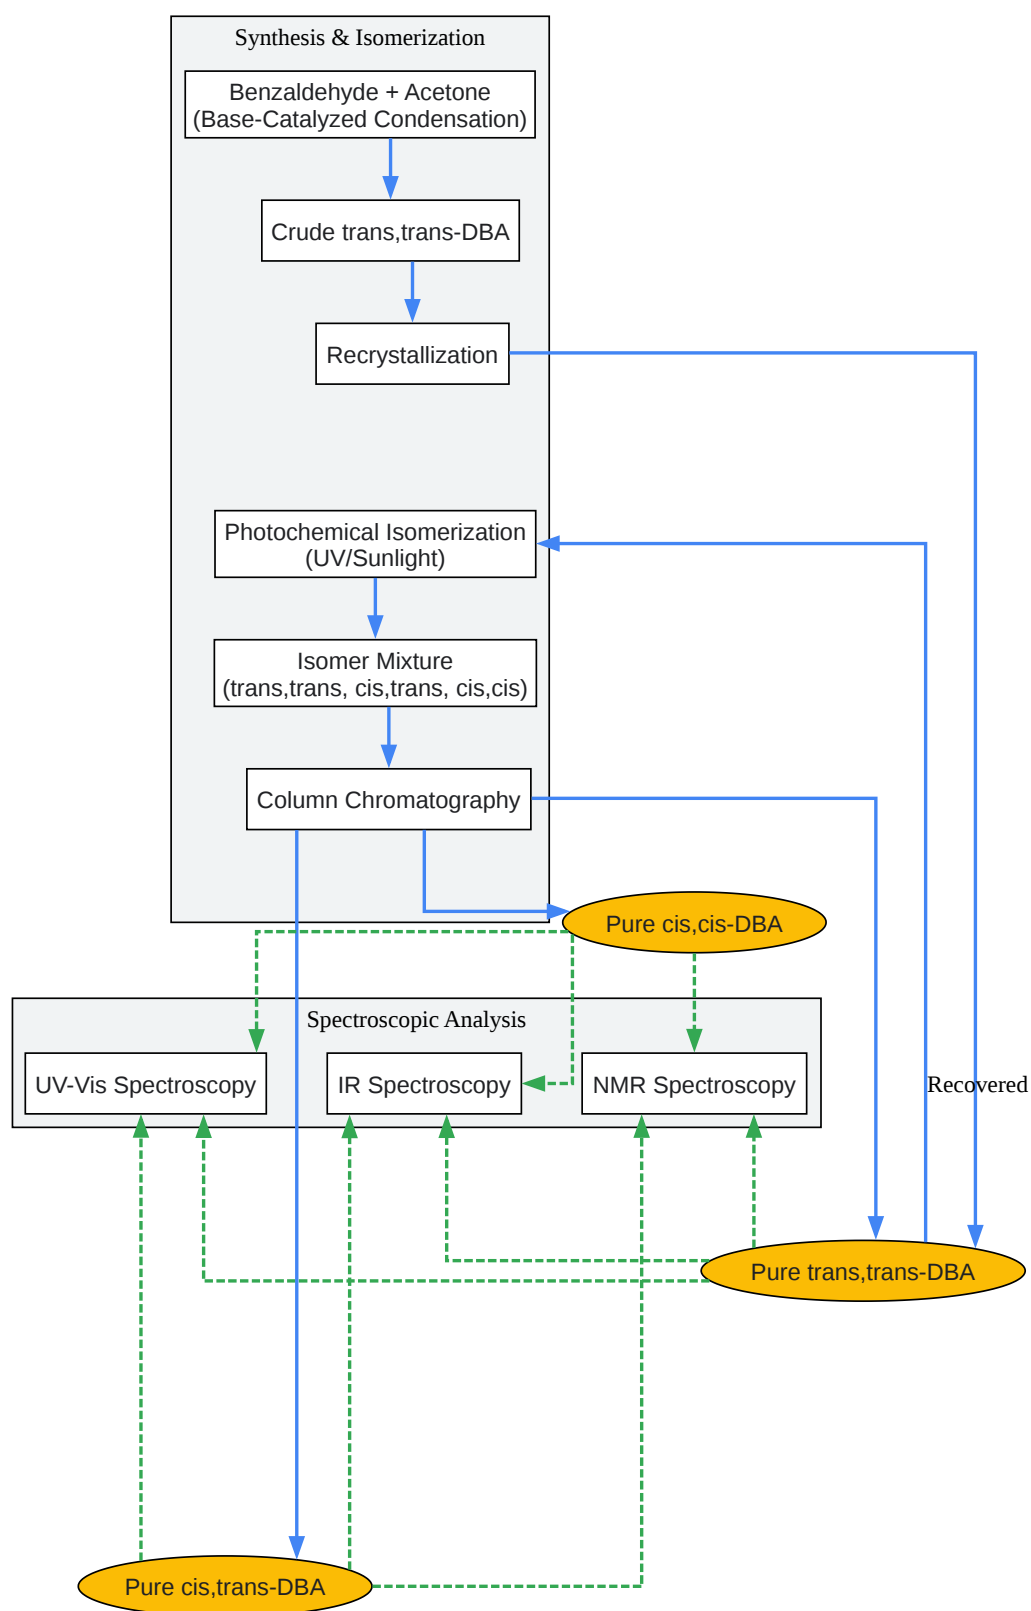 Synthesis & Isomerization
Benzaldehyde + Acetone
(Base-Catalyzed Condensation)
Crude trans,trans-DBA
Recrystallization
Photochemical Isomerization
(UV/Sunlight)
Isomer Mixture
(trans,trans, cis,trans, cis,cis)
Column Chromatography
Pure cis,cis-DBA
Spectroscopic Analysis
UV-Vis Spectroscopy
IR Spectroscopy
NMR Spectroscopy
Recovered
Pure trans,trans-DBA
Pure cis,trans-DBA